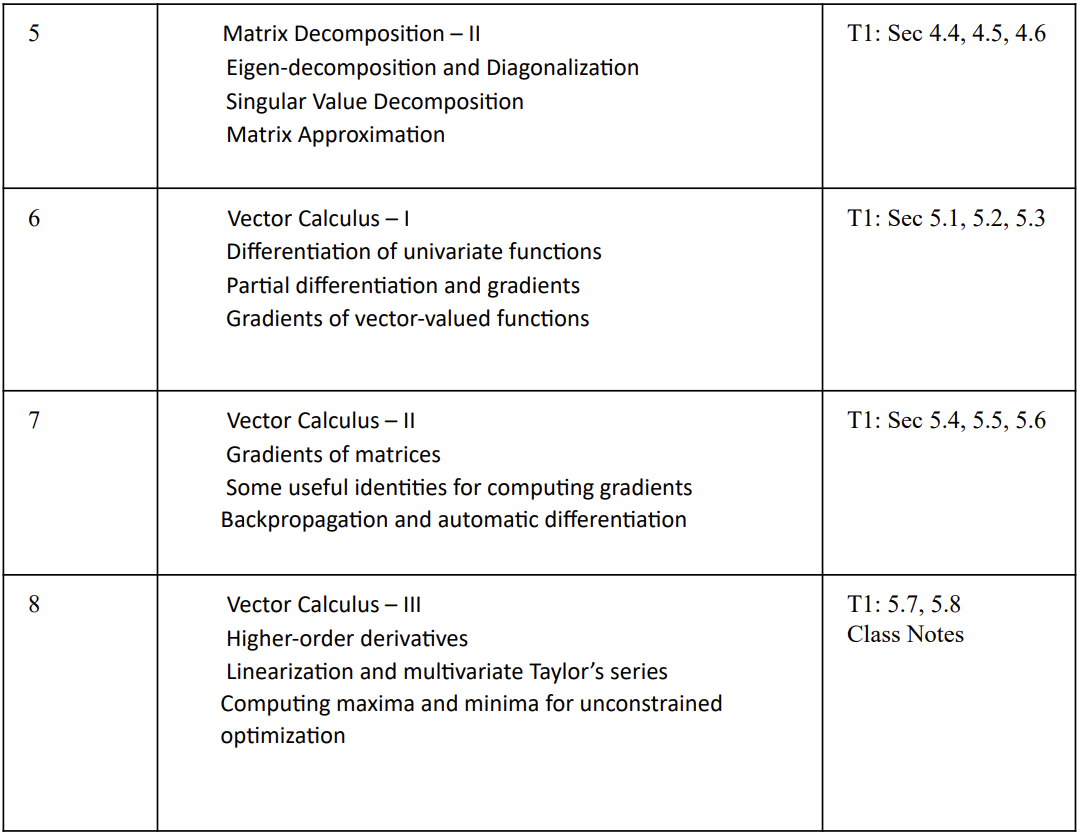 5
Matrix Decomposition – II
T1: Sec 4.4, 4.5, 4.6
Eigen-decomposition and Diagonalization
Singular Value Decomposition
Matrix Approximation
6
Vector Calculus – I
T1: Sec 5.1, 5.2, 5.3
Differentiation of univariate functions
Partial differentiation and gradients
Gradients of vector-valued functions
7
Vector Calculus – II
T1: Sec 5.4, 5.5, 5.6
Gradients of matrices
Some useful identities for computing gradients
Backpropagation and automatic differentiation
8
Vector Calculus – III
T1: 5.7, 5.8
Higher-order derivatives
Class Notes
Linearization and multivariate Taylor’s series
Computing maxima and minima for unconstrained
optimization